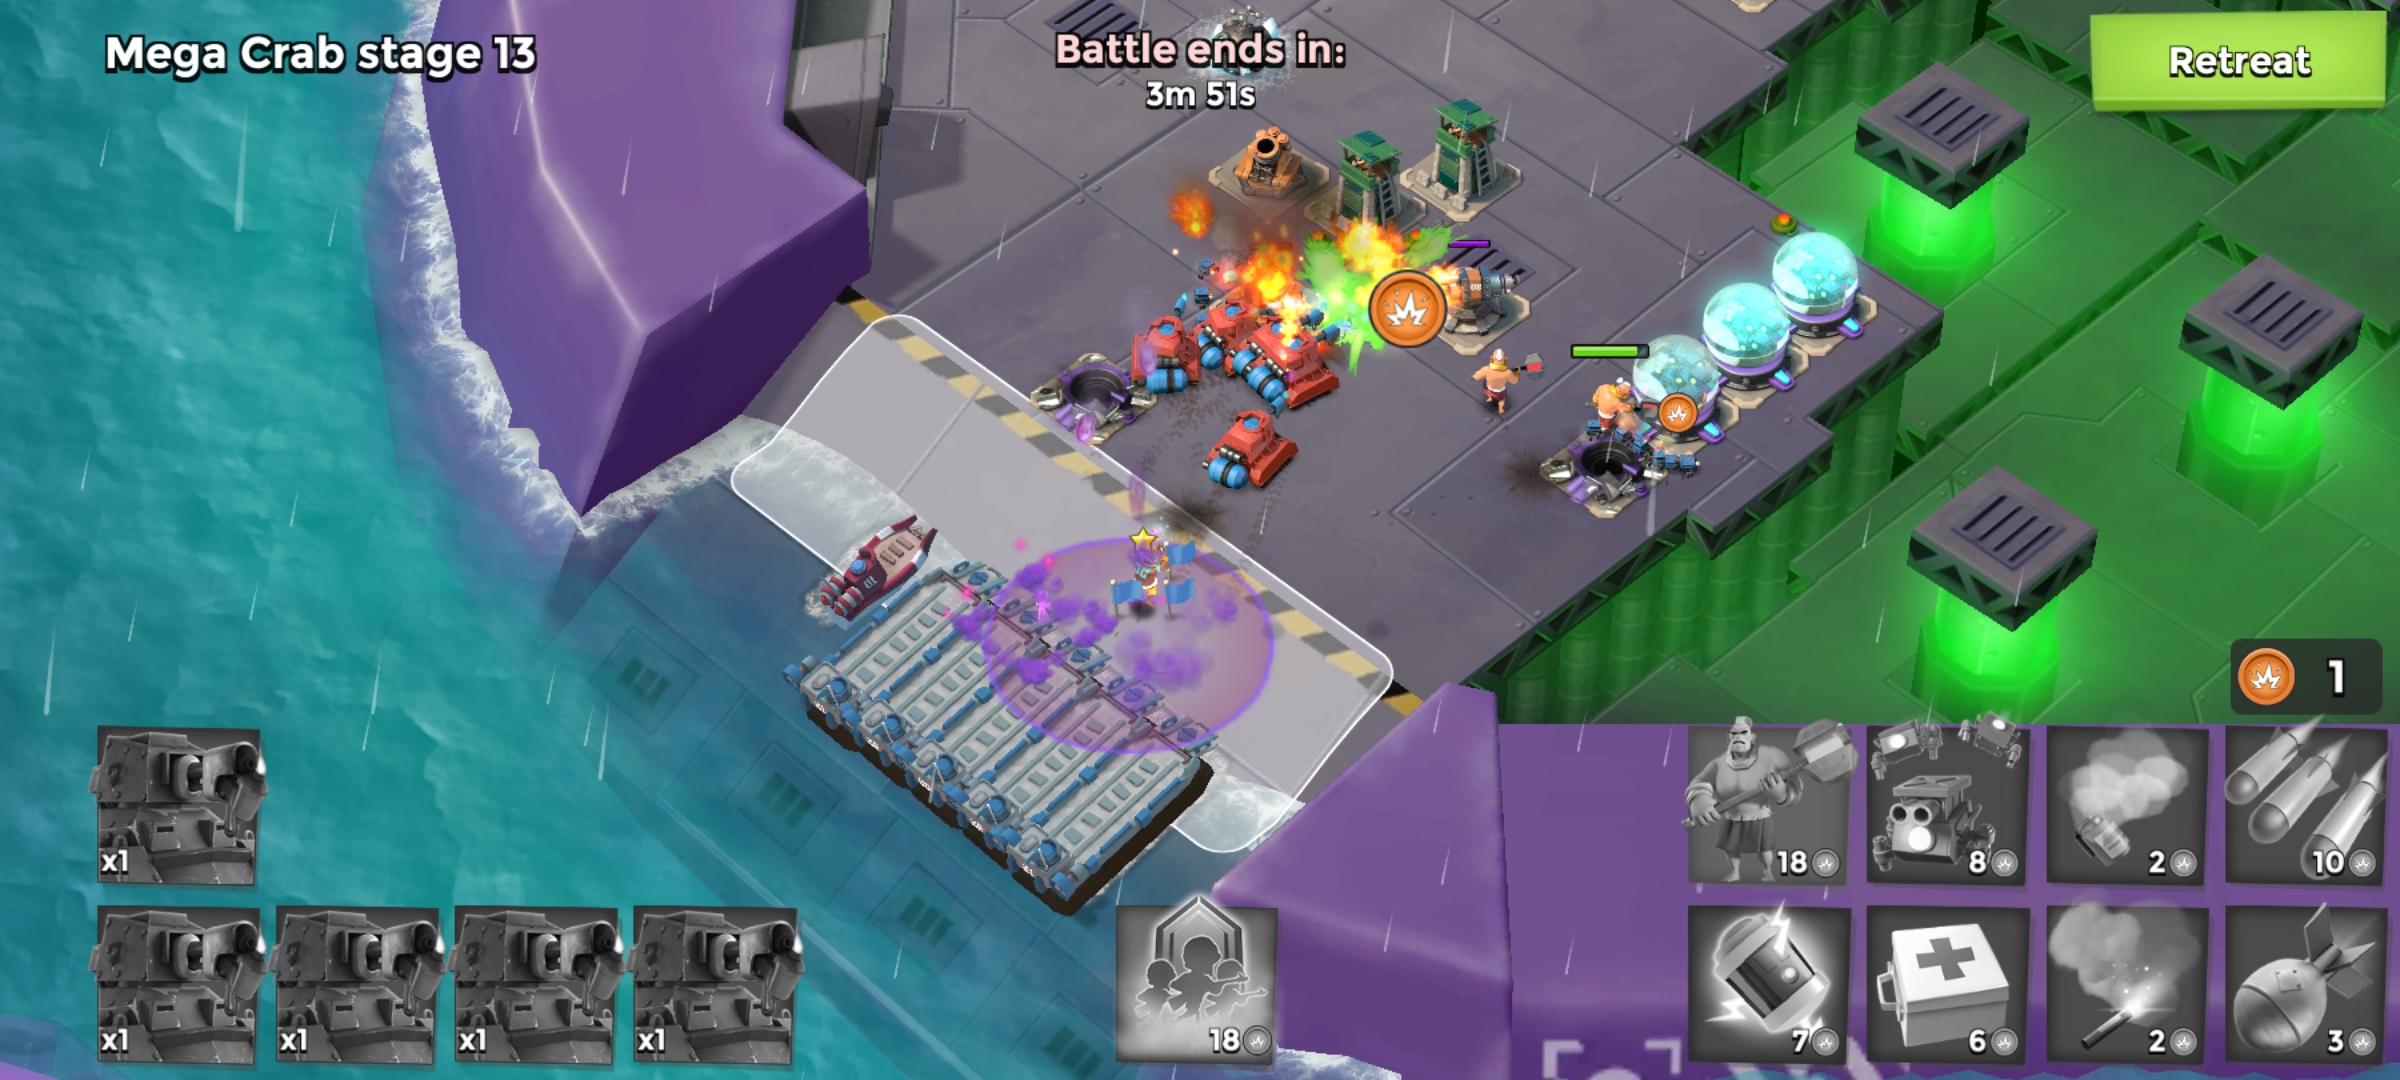 Mega Crab stage 13
Battle ends in:
3m 51s
Retreat
1
x1
18
8
2
10
x1
x1
x1
x1
18
7
6
2
3